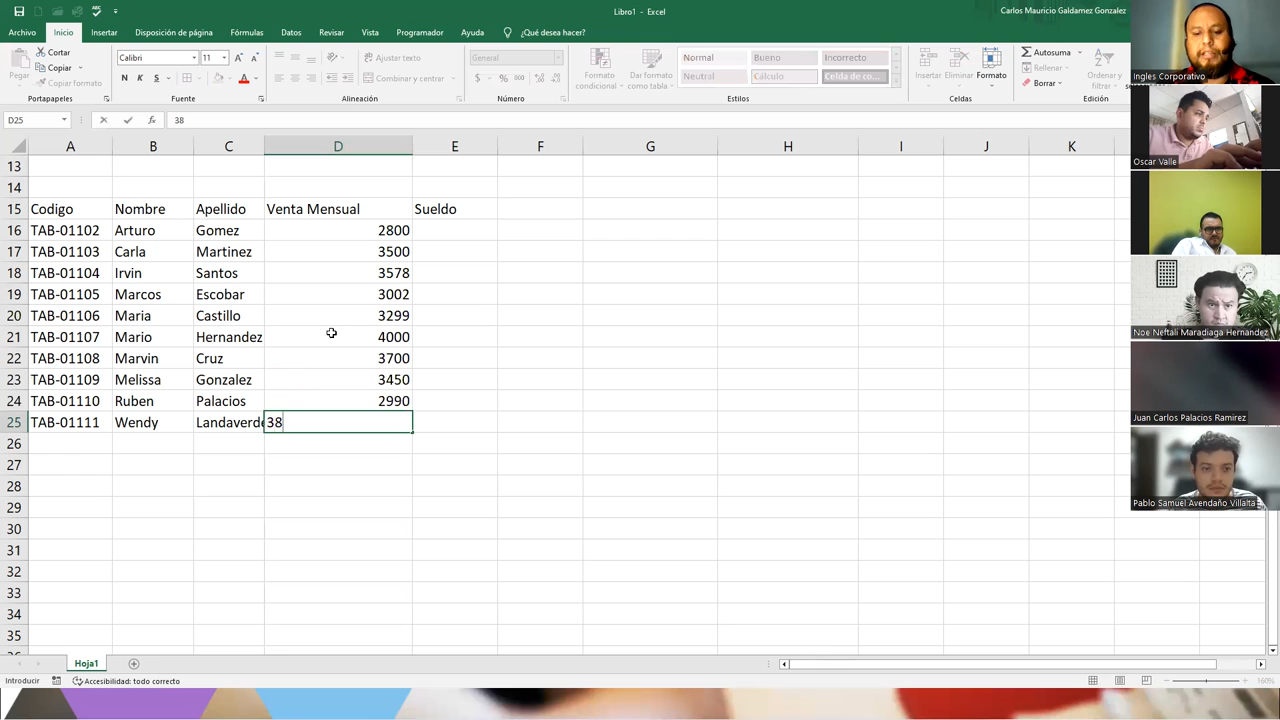 Libro1 - Excel
Carlos Mauricio Galdamez Gonzalez
Archivo Inicio Insertar Disposición de página Fórmulas Datos Revisar Vista Programador Ayuda ¿Qué desea hacer?
Pegar
Cortar
Copiar
Copiar formato
Portapapeles
Calibri 11
N K S
Fuente
Ajustar texto
Combinar y centrar
Alineación
General
Número
Formato condicional
Dar formato como tabla
Normal Bueno Incorrecto
Neutral Cálculo Celda de co...
Estilos
Insertar Eliminar Formato
Celdas
Autosuma
Rellenar
Borrar
Ordenar y filtrar
Edición
D25 fx 38
A B C D E F G H I J K
13
14
15 Codigo Nombre Apellido Venta Mensual Sueldo
16 TAB-01102 Arturo Gomez 2800
17 TAB-01103 Carla Martinez 3500
18 TAB-01104 Irvin Santos 3578
19 TAB-01105 Marcos Escobar 3002
20 TAB-01106 Maria Castillo 3299
21 TAB-01107 Mario Hernandez 4000
22 TAB-01108 Marvin Cruz 3700
23 TAB-01109 Melissa Gonzalez 3450
24 TAB-01110 Ruben Palacios 2990
25 TAB-01111 Wendy Landaverde 38
26
27
28
29
30
31
32
33
34
35
Hoja1
Introducir Accesibilidad: todo correcto 160%
Ingles Corporativo
Oscar Valle
Noe Neftali Maradiaga Hernandez
Juan Carlos Palacios Ramirez
Pablo Samuel Avendaño Villalta